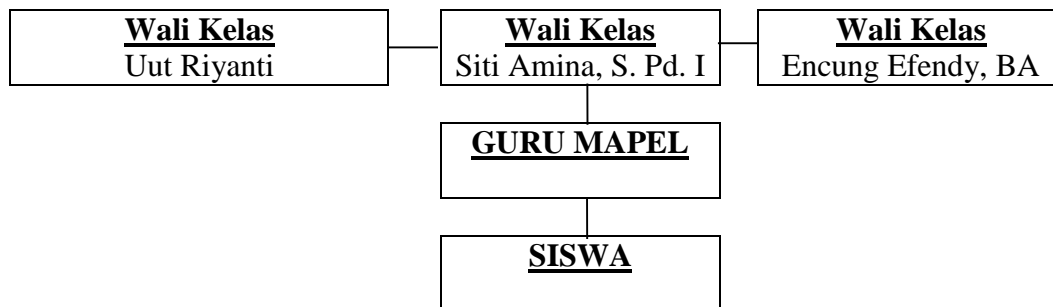 Wali Kelas
Uut Riyanti
Wali Kelas
Siti Amina, S. Pd. I
Wali Kelas
Encung Efendy, BA
GURU MAPEL
SISWA